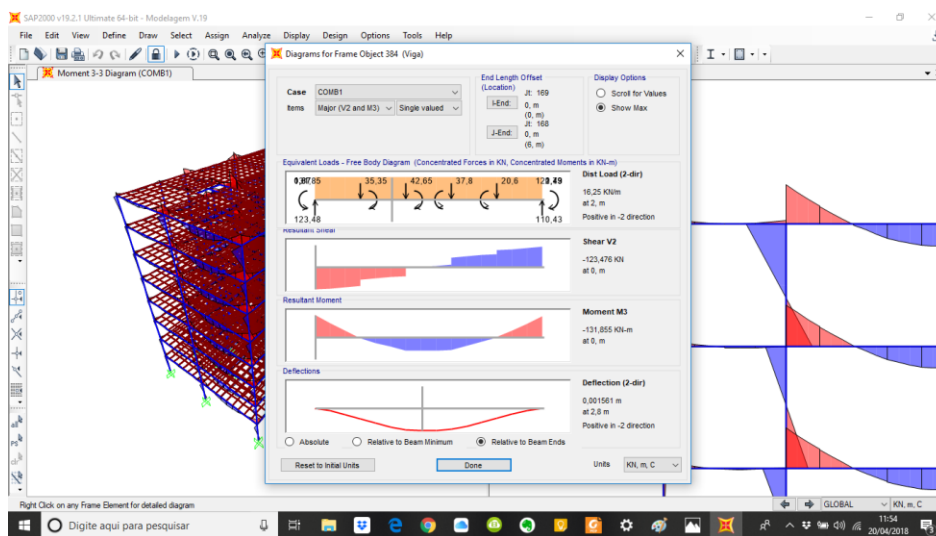 SAP2000 v19.2.1 Ultimate 64-bit - Modelagem V.19
File Edit View Define Draw Select Assign Analyze Display Design Options Tools Help
Moment 3-3 Diagram (COMB1)
Diagrams for Frame Object 384 (Viga)
Case COMB1
Items Major (V2 and M3) Single valued
End Length Offset
(Location)
Jt: 169
I-End: 0, m
(0, m)
Jt: 168
J-End: 0, m
(6, m)
Display Options
Scroll for Values
Show Max
Equivalent Loads - Free Body Diagram (Concentrated Forces in KN, Concentrated Moments in KN-m)
35,35 42,65 37,8 20,6
123,48 110,43
Dist Load (2-dir)
16,25 KN/m
at 2, m
Positive in -2 direction
Resultant Shear
Shear V2
-123,476 KN
at 0, m
Resultant Moment
Moment M3
-131,855 KN-m
at 0, m
Deflections
Deflection (2-dir)
0,001561 m
at 2,8 m
Positive in -2 direction
Absolute Relative to Beam Minimum Relative to Beam Ends
Reset to Initial Units Done Units KN, m, C
Right Click on any Frame Element for detailed diagram GLOBAL KN, m, C
Digite aqui para pesquisar
11:54
20/04/2018